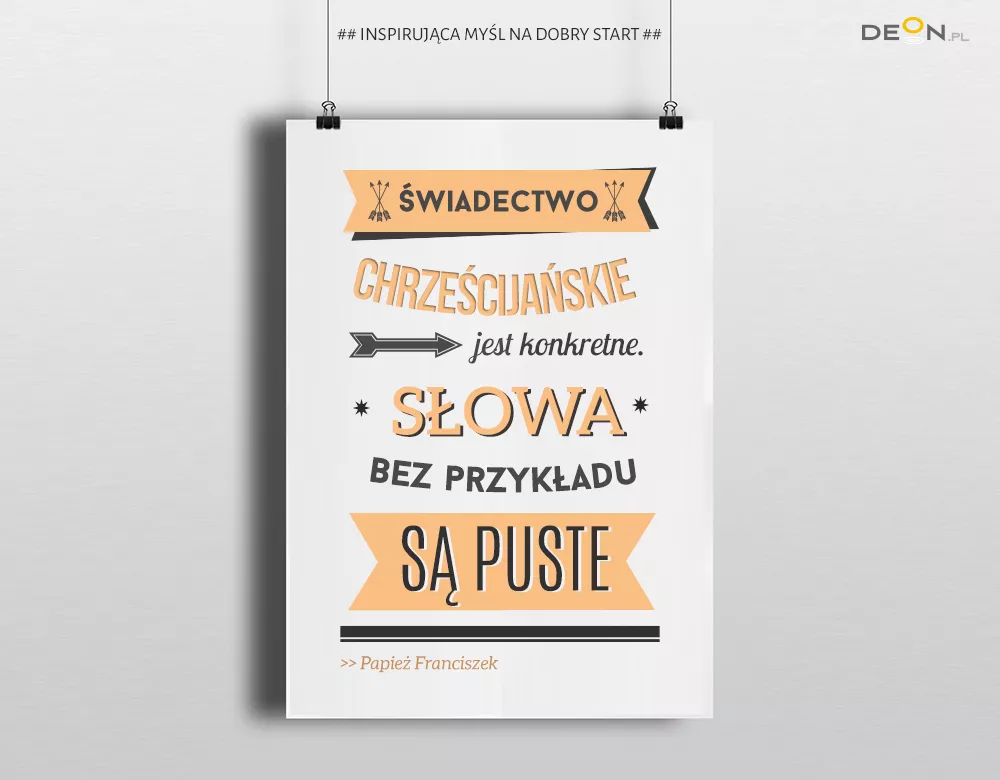 ## INSPIRUJĄCA MYŚL NA DOBRY START ##
DEON.PL
ŚWIADECTWO
CHRZEŚCIJAŃSKIE
jest konkretne.
SŁOWA
BEZ PRZYKŁADU
SĄ PUSTE
>> Papież Franciszek